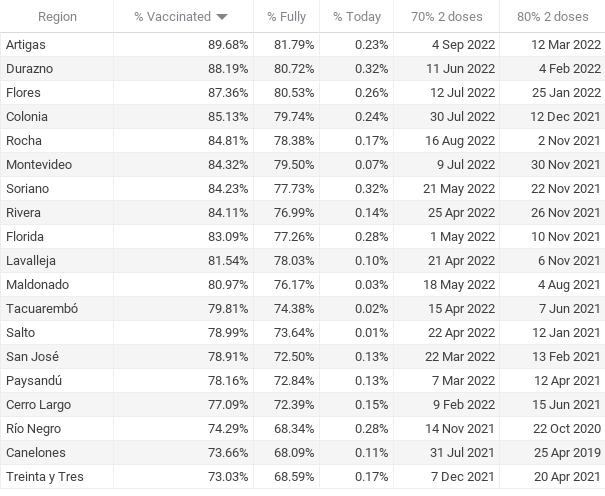 Region % Vaccinated % Fully % Today 70% 2 doses 80% 2 doses
Artigas 89.68% 81.79% 0.23% 4 Sep 2022 12 Mar 2022
Durazno 88.19% 80.72% 0.32% 11 Jun 2022 4 Feb 2022
Flores 87.36% 80.53% 0.26% 12 Jul 2022 25 Jan 2022
Colonia 85.13% 79.74% 0.24% 30 Jul 2022 12 Dec 2021
Rocha 84.81% 78.38% 0.17% 16 Aug 2022 2 Nov 2021
Montevideo 84.32% 79.50% 0.07% 9 Jul 2022 30 Nov 2021
Soriano 84.23% 77.73% 0.32% 21 May 2022 22 Nov 2021
Rivera 84.11% 76.99% 0.14% 25 Apr 2022 26 Nov 2021
Florida 83.09% 77.26% 0.28% 1 May 2022 10 Nov 2021
Lavalleja 81.54% 78.03% 0.10% 21 Apr 2022 6 Nov 2021
Maldonado 80.97% 76.17% 0.03% 18 May 2022 4 Aug 2021
Tacuarembó 79.81% 74.38% 0.02% 15 Apr 2022 7 Jun 2021
Salto 78.99% 73.64% 0.01% 22 Apr 2022 12 Jan 2021
San José 78.91% 72.50% 0.13% 22 Mar 2022 13 Feb 2021
Paysandú 78.16% 72.84% 0.13% 7 Mar 2022 12 Apr 2021
Cerro Largo 77.09% 72.39% 0.15% 9 Feb 2022 15 Jun 2021
Río Negro 74.29% 68.34% 0.28% 14 Nov 2021 22 Oct 2020
Canelones 73.66% 68.09% 0.11% 31 Jul 2021 25 Apr 2019
Treinta y Tres 73.03% 68.59% 0.17% 7 Dec 2021 20 Apr 2021